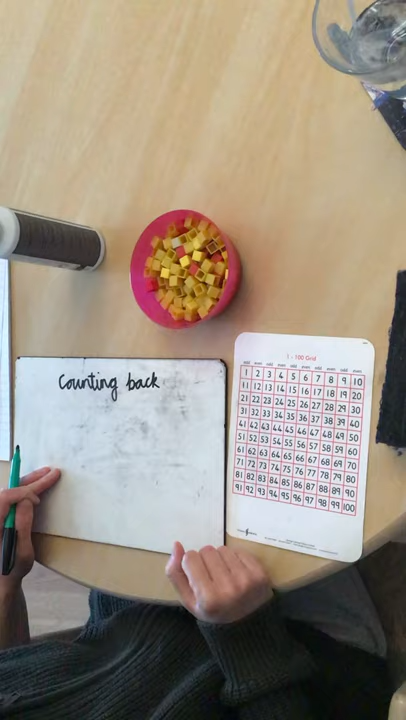 Counting back
1 - 100 Grid
odd even odd even odd even odd even odd even
1 2 3 4 5 6 7 8 9 10
11 12 13 14 15 16 17 18 19 20
21 22 23 24 25 26 27 28 29 30
31 32 33 34 35 36 37 38 39 40
41 42 43 44 45 46 47 48 49 50
51 52 53 54 55 56 57 58 59 60
61 62 63 64 65 66 67 68 69 70
71 72 73 74 75 76 77 78 79 80
81 82 83 84 85 86 87 88 89 90
91 92 93 94 95 96 97 98 99 100